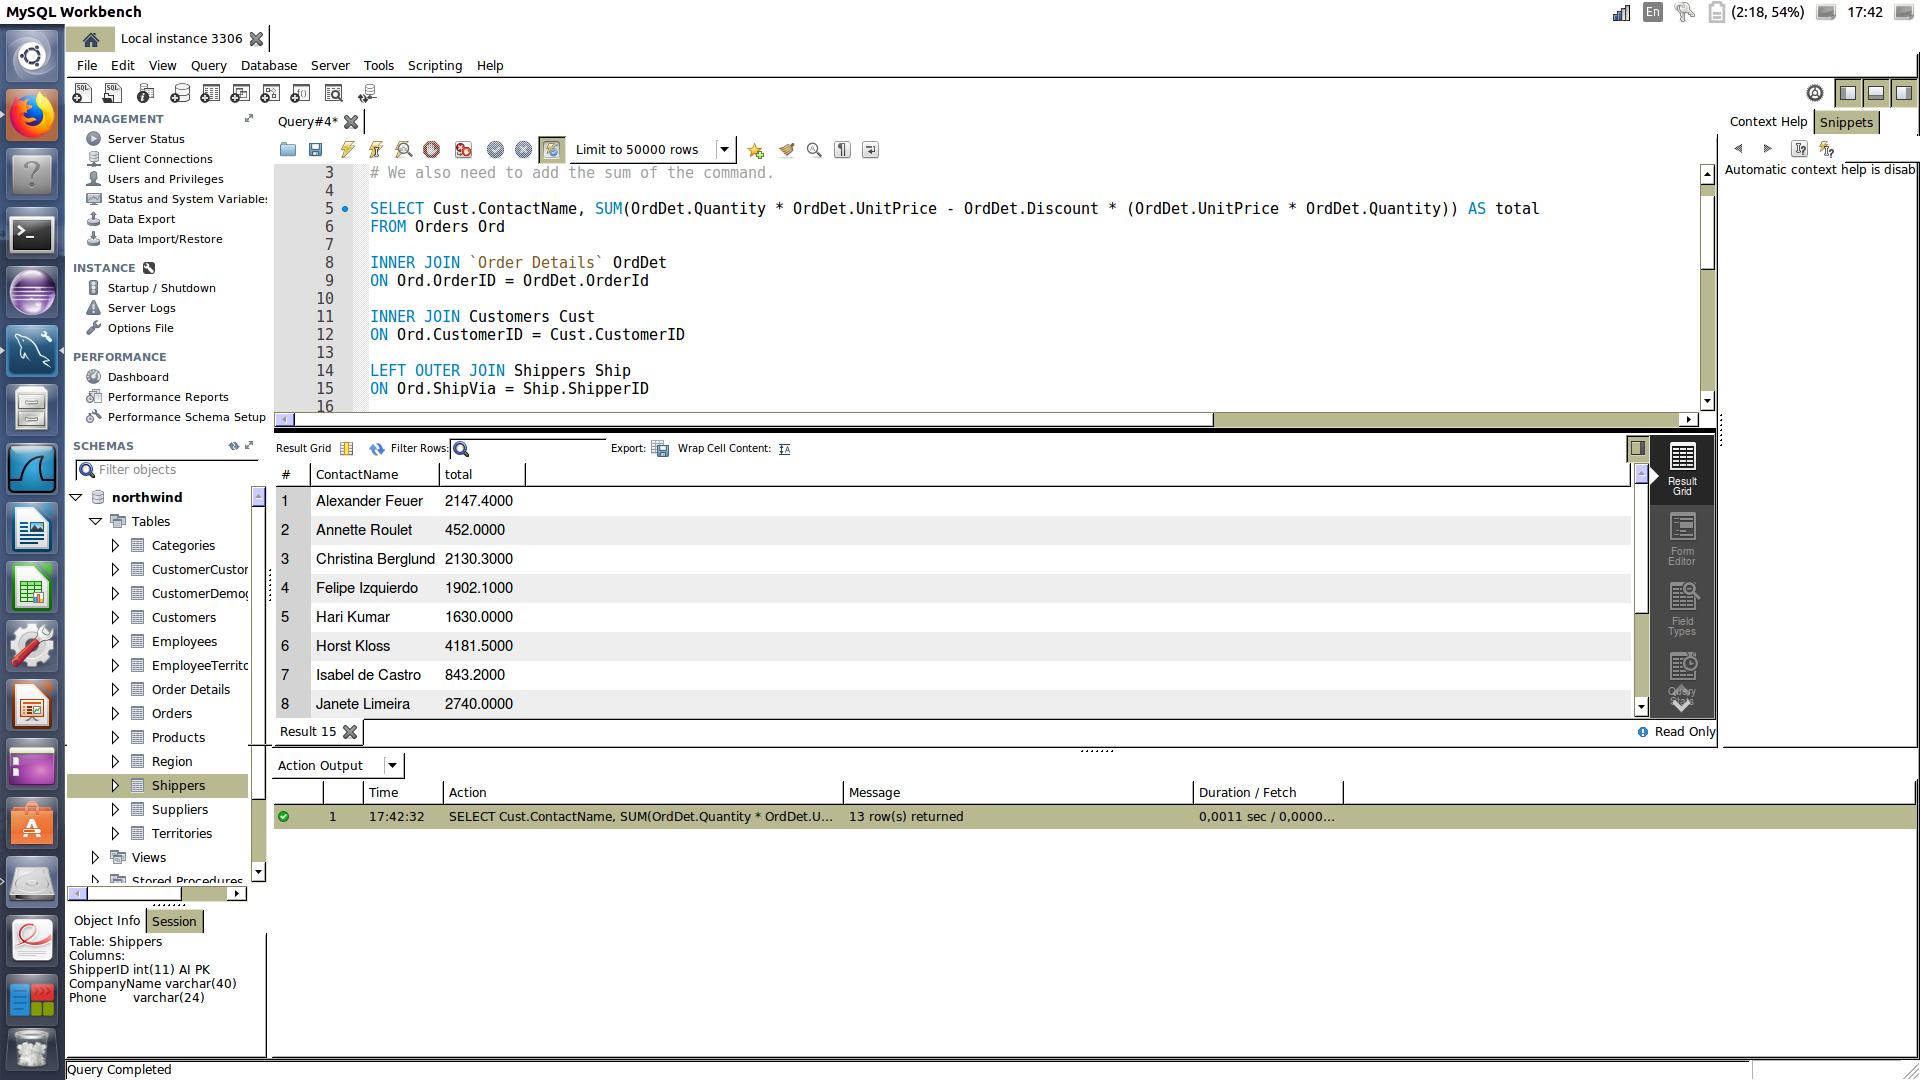 MySQL Workbench
En
(2:18, 54%)
17:42
Local instance 3306
File Edit View Query Database Server Tools Scripting Help
MANAGEMENT
Server Status
Client Connections
Users and Privileges
Status and System Variables
Data Export
Data Import/Restore
INSTANCE
Startup / Shutdown
Server Logs
Options File
PERFORMANCE
Dashboard
Performance Reports
Performance Schema Setup
SCHEMAS
Filter objects
northwind
Tables
Categories
CustomerCustor
CustomerDemog
Customers
Employees
EmployeeTerrito
Order Details
Orders
Products
Region
Shippers
Suppliers
Territories
Views
Stored Procedures
Object Info Session
Table: Shippers
Columns:
ShipperID int(11) AI PK
CompanyName varchar(40)
Phone varchar(24)
Query#4*
Limit to 50000 rows
3 # We also need to add the sum of the command.
4
5 SELECT Cust.ContactName, SUM(OrdDet.Quantity * OrdDet.UnitPrice - OrdDet.Discount * (OrdDet.UnitPrice * OrdDet.Quantity)) AS total
6 FROM Orders Ord
7
8 INNER JOIN `Order Details` OrdDet
9 ON Ord.OrderID = OrdDet.OrderId
10
11 INNER JOIN Customers Cust
12 ON Ord.CustomerID = Cust.CustomerID
13
14 LEFT OUTER JOIN Shippers Ship
15 ON Ord.ShipVia = Ship.ShipperID
16
Result Grid Filter Rows: Export: Wrap Cell Content:
# ContactName total
1 Alexander Feuer 2147.4000
2 Annette Roulet 452.0000
3 Christina Berglund 2130.3000
4 Felipe Izquierdo 1902.1000
5 Hari Kumar 1630.0000
6 Horst Kloss 4181.5000
7 Isabel de Castro 843.2000
8 Janete Limeira 2740.0000
Result Grid
Form Editor
Field Types
Query Stats
Result 15
Read Only
Context Help Snippets
Automatic context help is disab
Action Output
Time Action Message Duration / Fetch
1 17:42:32 SELECT Cust.ContactName, SUM(OrdDet.Quantity * OrdDet.U... 13 row(s) returned 0,0011 sec / 0,0000...
Query Completed